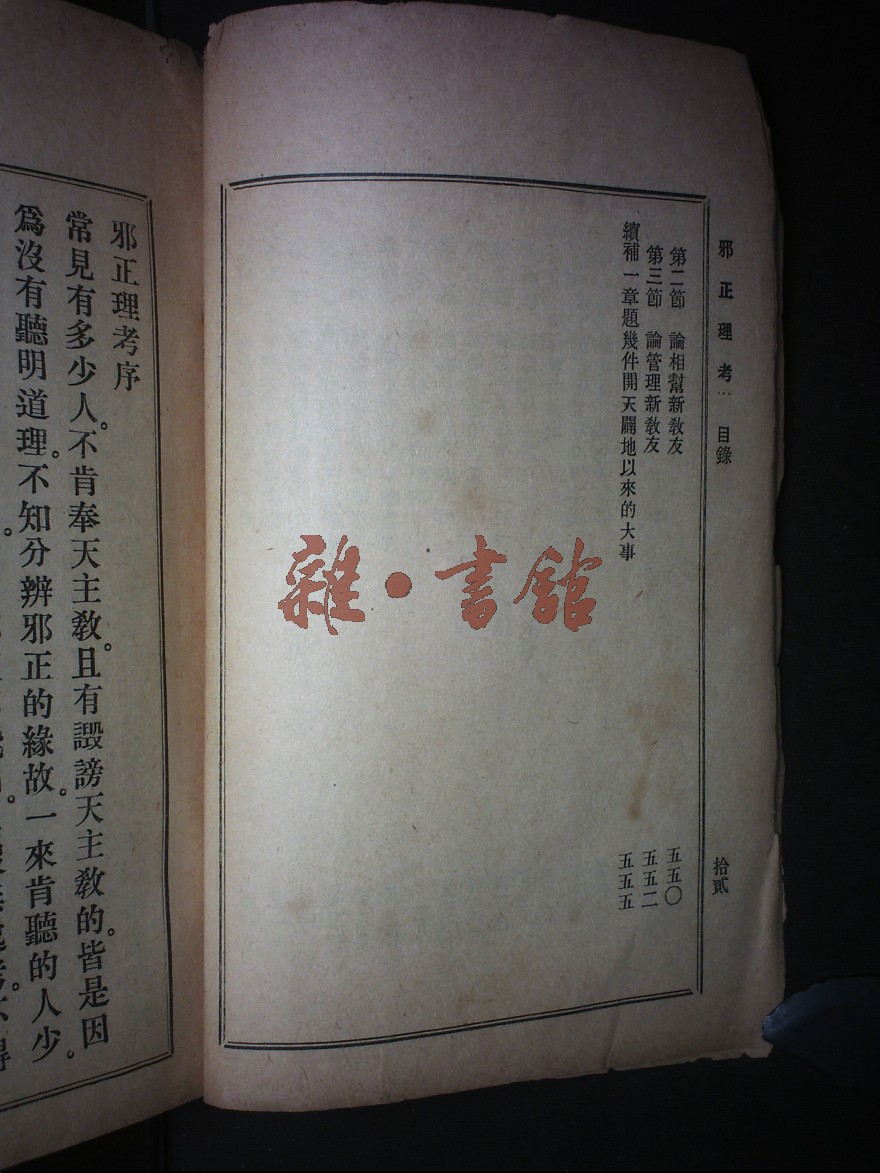 邪正理考⋮ 目錄 拾貳
第二節 論相幫新敎友 五五〇
第三節 論管理新敎友 五五二
續補一章題幾件開天闢地以來的大事 五五五
雜・書館
邪正理考序
常見有多少人。不肯奉天主敎。且有譭謗天主敎的。皆是因
爲沒有聽明道理。不知分辨邪正的緣故。一來肯聽的人少。